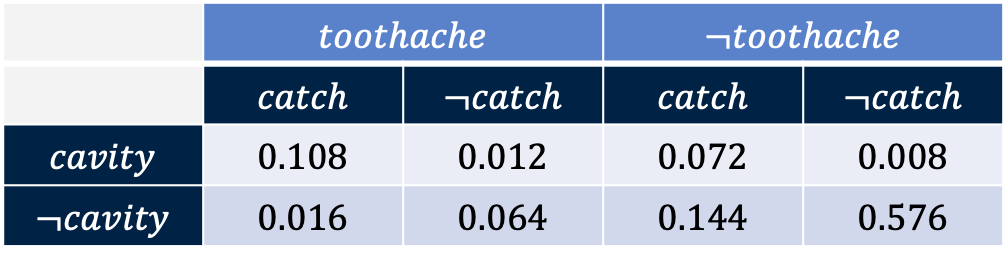 toothache ¬toothache
catch ¬catch catch ¬catch
cavity 0.108 0.012 0.072 0.008
¬cavity 0.016 0.064 0.144 0.576